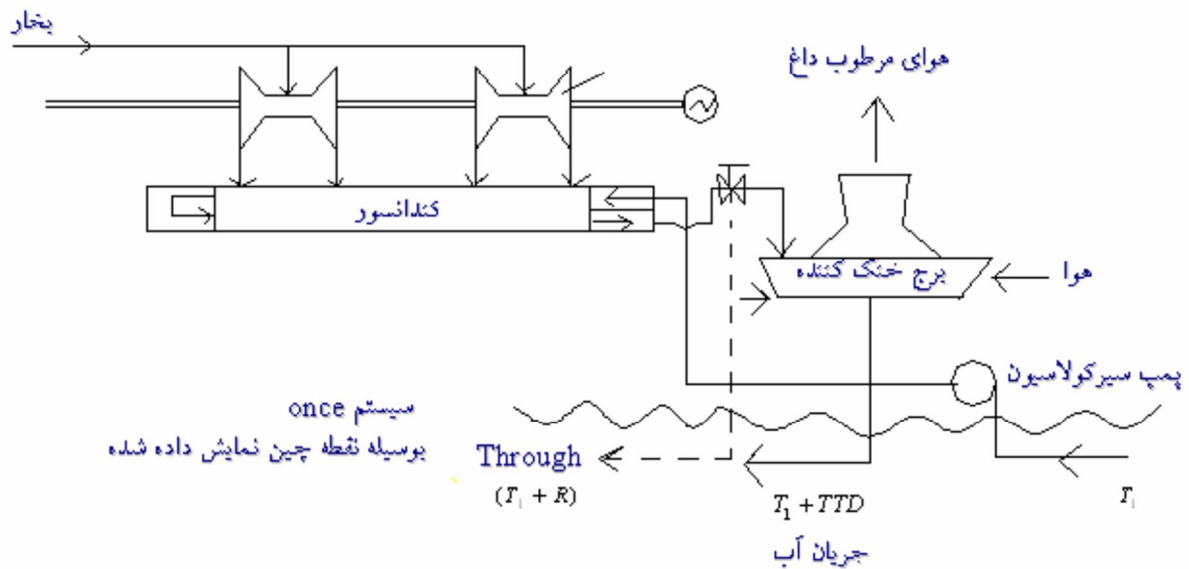 بخار
هوای مرطوب داغ
کندانسور
برج خنک کننده
هوا
پمپ سیرکولاسیون
سیستم once
بوسیله نقطه چین نمایش داده شده
Through
(T₁ + R)
T₁ + TTD
T₁
جریان آب